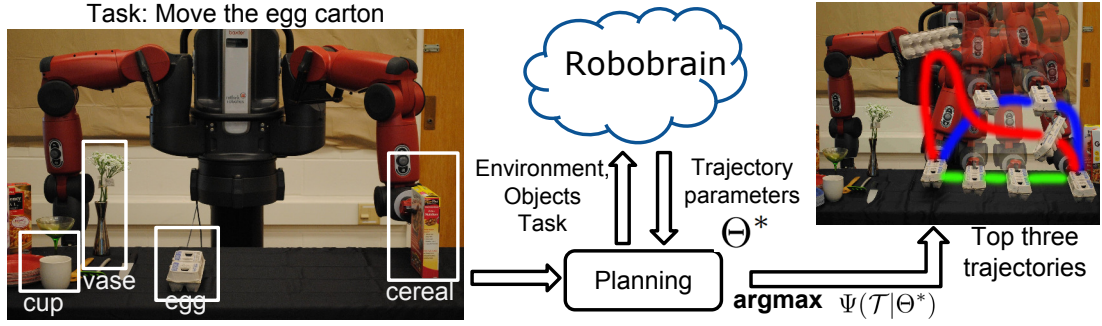 Task: Move the egg carton
cup
vase
egg
cereal
Robobrain
Environment,
Objects
Task
Trajectory
parameters
Θ*
Planning
argmax Ψ(𝒯|Θ*)
Top three
trajectories